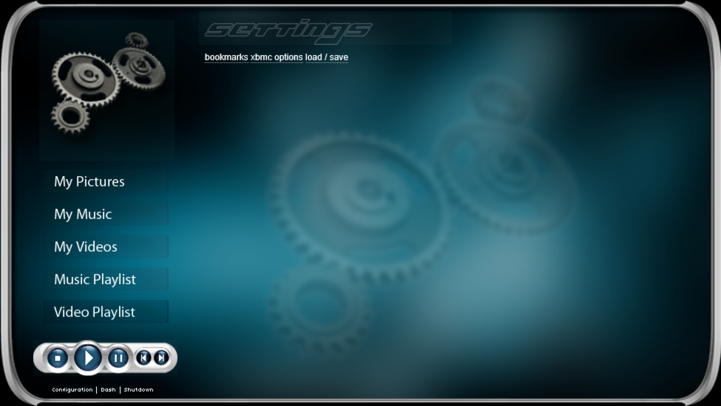 settings
bookmarks xbmc options load / save
My Pictures
My Music
My Videos
Music Playlist
Video Playlist
Configuration | Dash | Shutdown